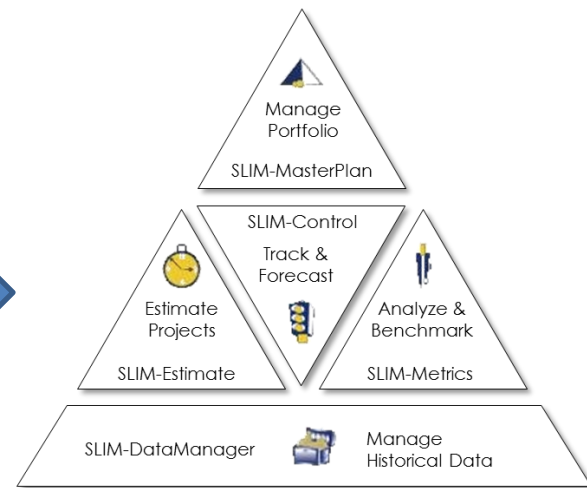 Manage
Portfolio
SLIM-MasterPlan
SLIM-Control
Track &
Forecast
Estimate
Projects
SLIM-Estimate
Analyze &
Benchmark
SLIM-Metrics
SLIM-DataManager
Manage
Historical Data